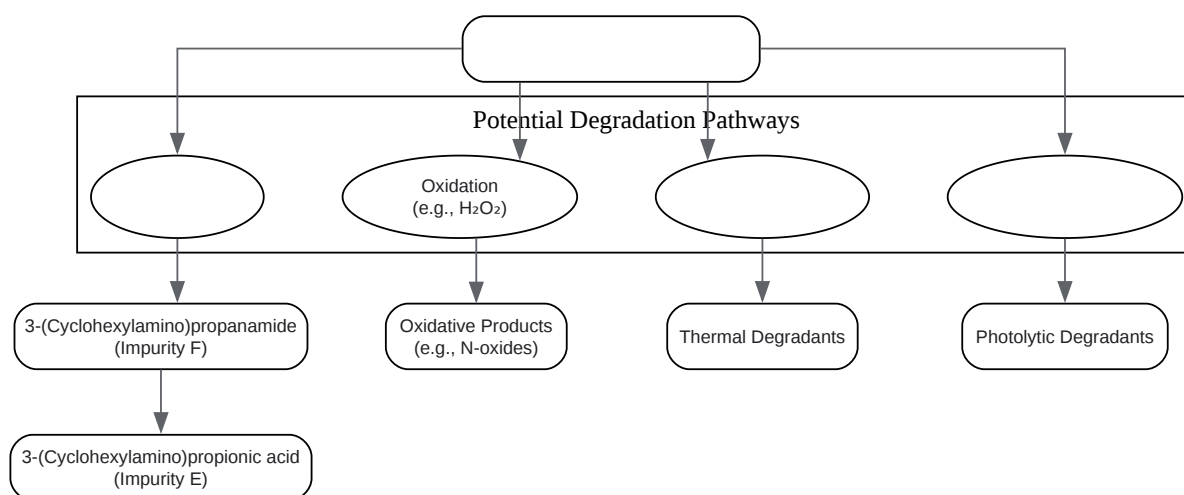 Potential Degradation Pathways
Oxidation
(e.g., H₂O₂)
3-(Cyclohexylamino)propanamide
(Impurity F)
Oxidative Products
(e.g., N-oxides)
Thermal Degradants
Photolytic Degradants
3-(Cyclohexylamino)propionic acid
(Impurity E)